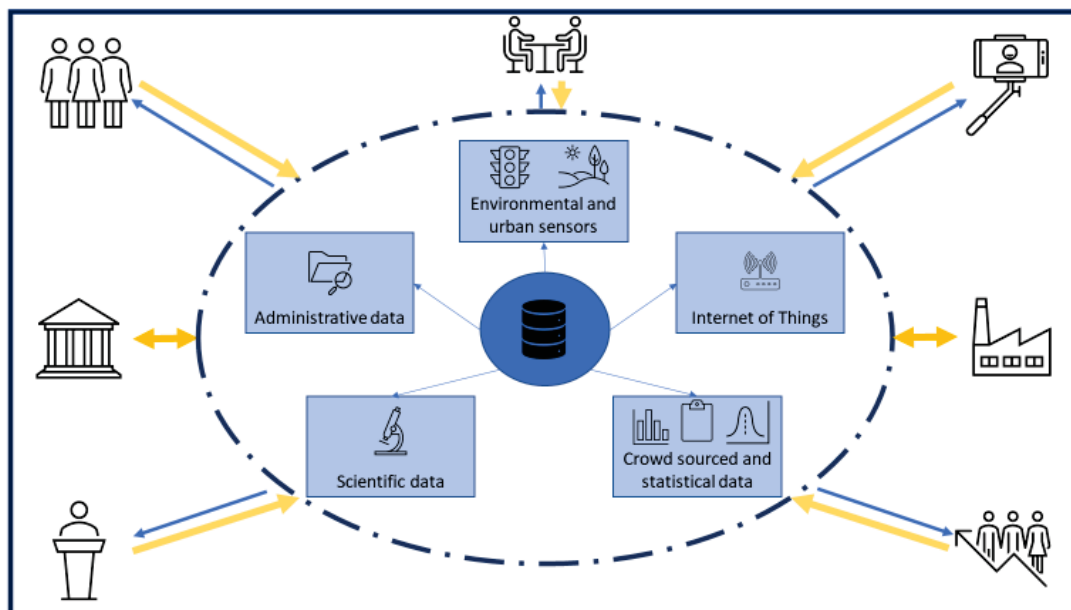 Environmental and
urban sensors
Administrative data
Internet of Things
Scientific data
Crowd sourced and
statistical data